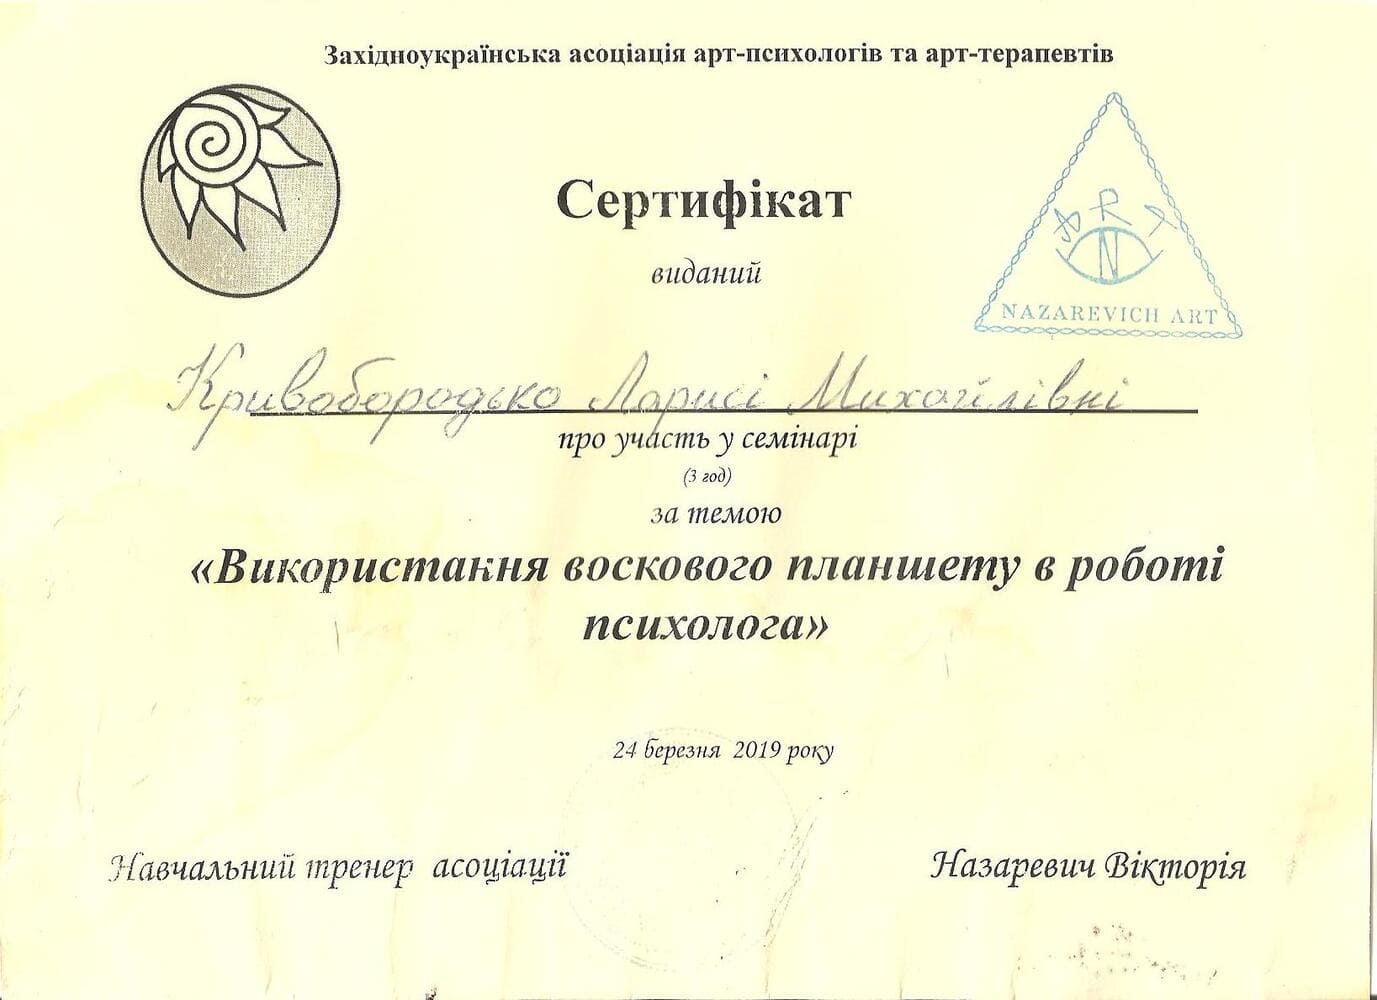 Західноукраїнська асоціація арт-психологів та арт-терапевтів
Сертифікат
ART
N
NAZAREVICH ART
виданий
Кривобородько Ларисі Михайлівні
про участь у семінарі
(3 год)
за темою
«Використання воскового планшету в роботі
психолога»
24 березня 2019 року
Навчальний тренер асоціації Назаревич Вікторія